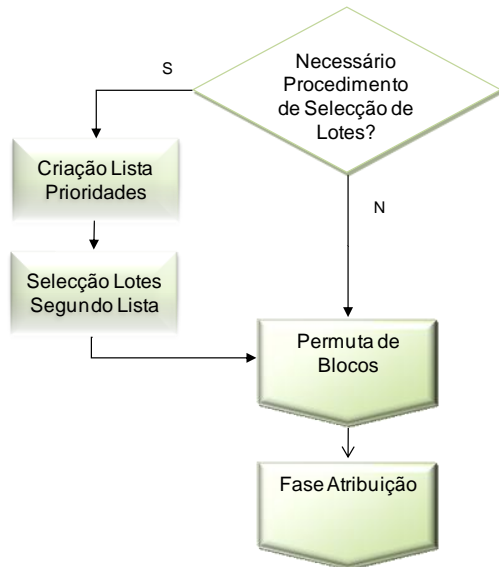 Necessário
Procedimento
de Selecção de
Lotes?
S
N
Criação Lista
Prioridades
Selecção Lotes
Segundo Lista
Permuta de
Blocos
Fase Atribuição